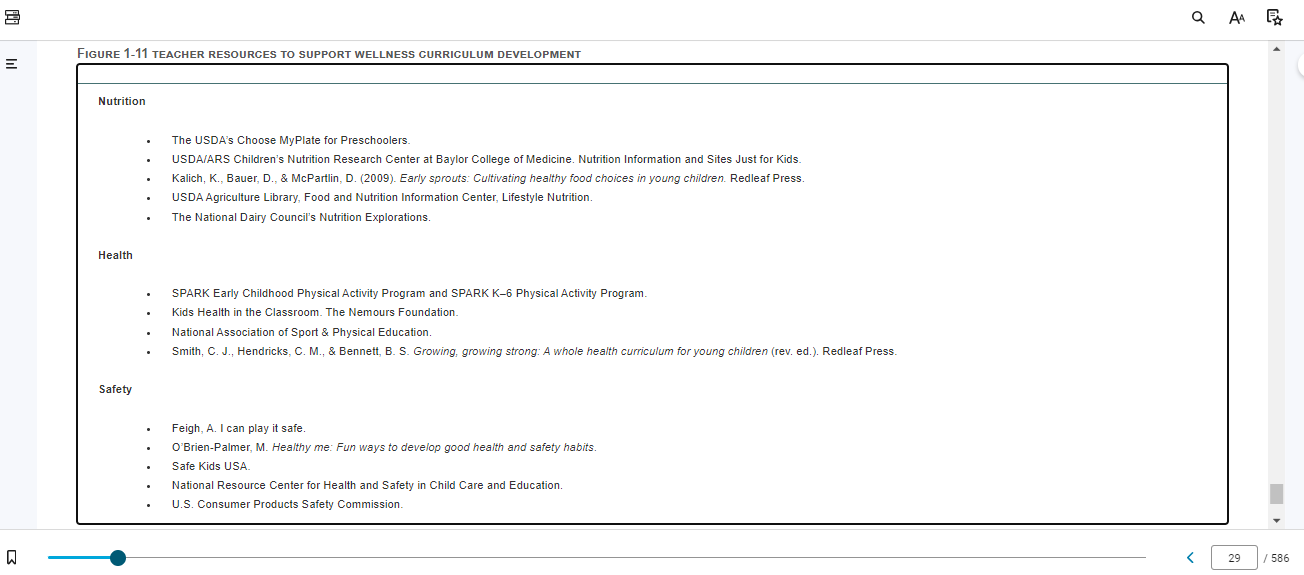 AA
FIGURE 1-11 TEACHER RESOURCES TO SUPPORT WELLNESS CURRICULUM DEVELOPMENT
Nutrition
• The USDA's Choose MyPlate for Preschoolers.
• USDA/ARS Children's Nutrition Research Center at Baylor College of Medicine. Nutrition Information and Sites Just for Kids.
• Kalich, K., Bauer, D., & McPartlin, D. (2009). Early sprouts: Cultivating healthy food choices in young children. Redleaf Press.
• USDA Agriculture Library, Food and Nutrition Information Center, Lifestyle Nutrition.
• The National Dairy Council's Nutrition Explorations.
Health
• SPARK Early Childhood Physical Activity Program and SPARK K–6 Physical Activity Program.
• Kids Health in the Classroom. The Nemours Foundation.
• National Association of Sport & Physical Education.
• Smith, C. J., Hendricks, C. M., & Bennett, B. S. Growing, growing strong: A whole health curriculum for young children (rev. ed.). Redleaf Press.
Safety
• Feigh, A. I can play it safe.
• O'Brien-Palmer, M. Healthy me: Fun ways to develop good health and safety habits.
• Safe Kids USA.
• National Resource Center for Health and Safety in Child Care and Education.
• U.S. Consumer Products Safety Commission.
29 / 586